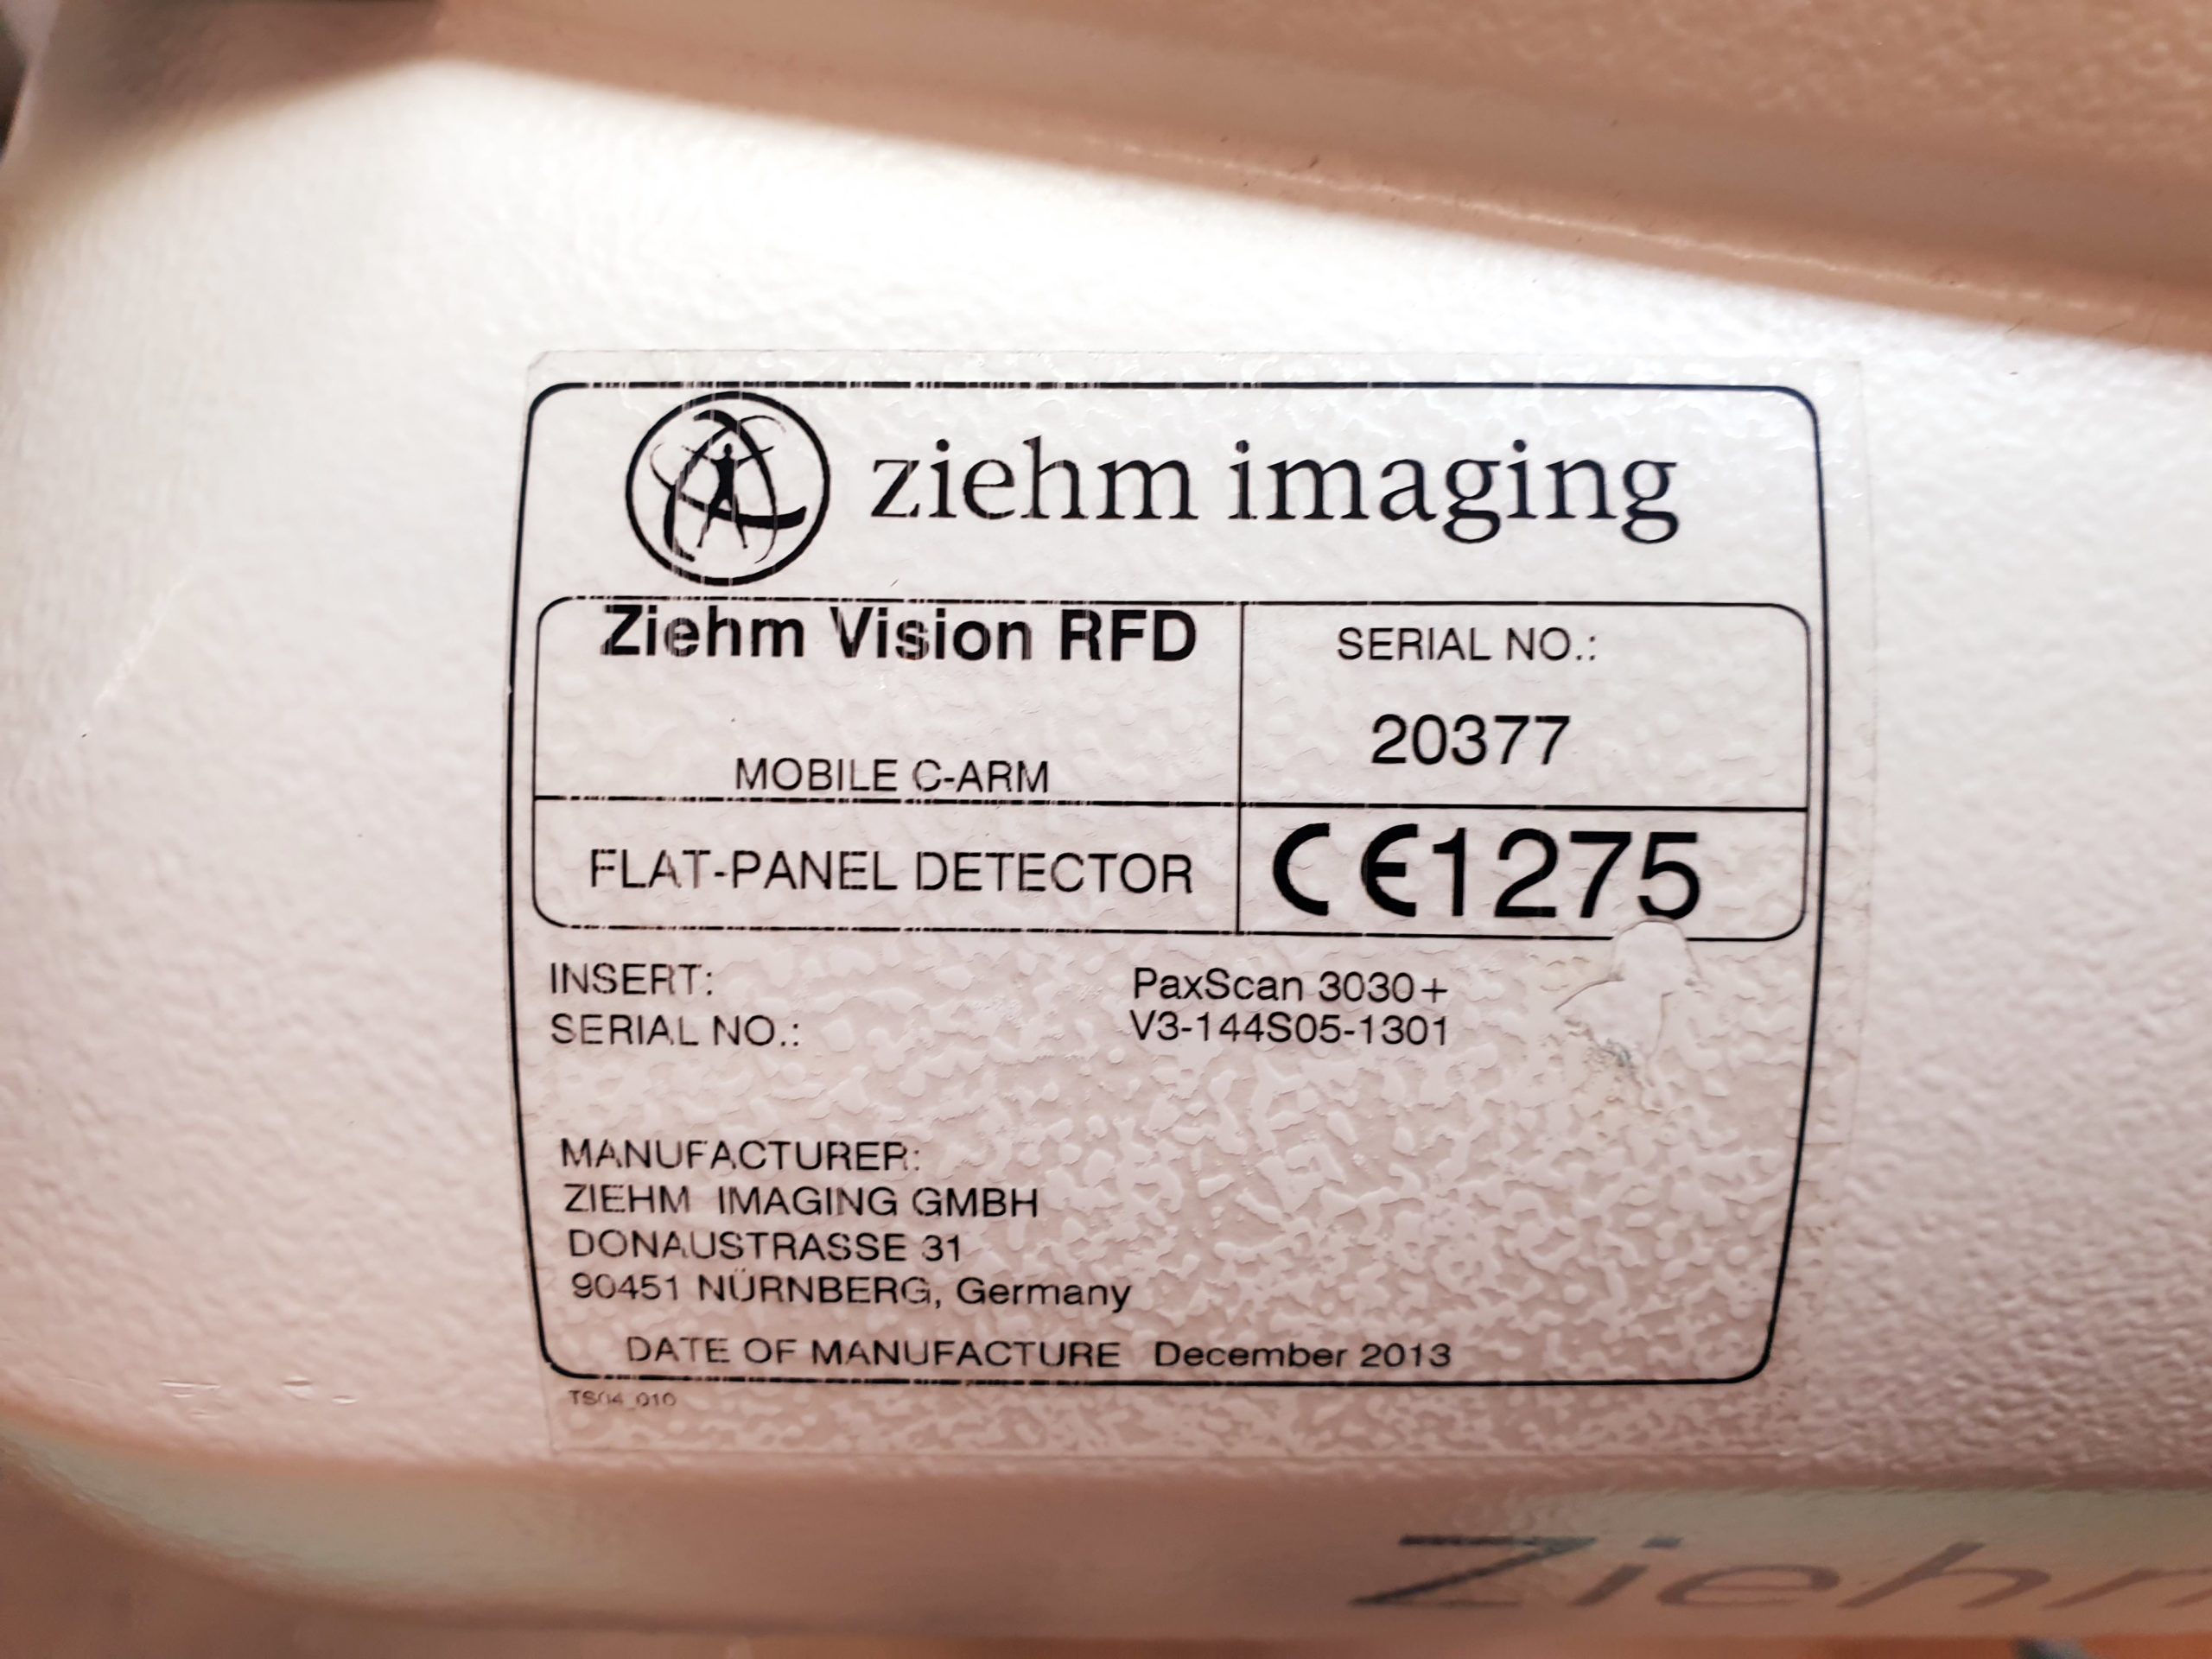 ziehm imaging
Ziehm Vision RFD
MOBILE C-ARM
SERIAL NO.:
20377
FLAT-PANEL DETECTOR
CE1275
INSERT: PaxScan 3030+
SERIAL NO.: V3-144S05-1301
MANUFACTURER:
ZIEHM IMAGING GMBH
DONAUSTRASSE 31
90451 NÜRNBERG, Germany
DATE OF MANUFACTURE December 2013
TS04_010
Ziehm